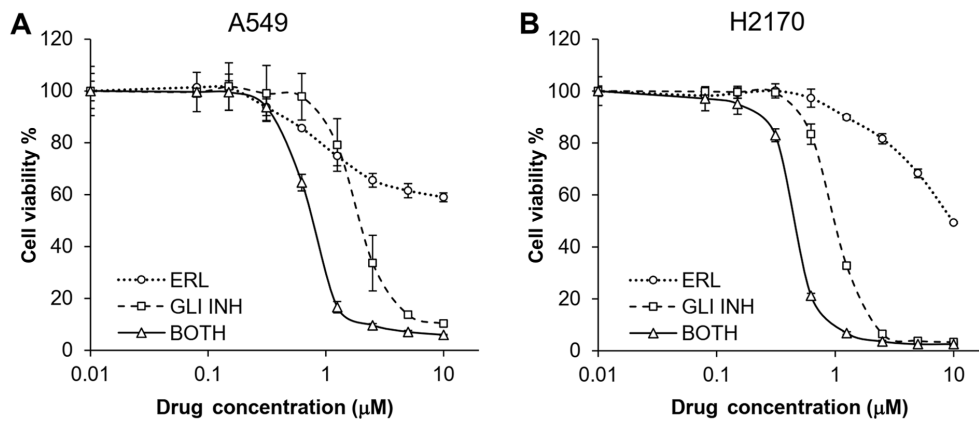 A
A549
120
100
80
60
40
20
0
Cell viability %
ERL
GLI INH
BOTH
0.01
0.1
1
10
Drug concentration (μM)
B
H2170
120
100
80
60
40
20
0
Cell viability %
ERL
GLI INH
BOTH
0.01
0.1
1
10
Drug concentration (μM)